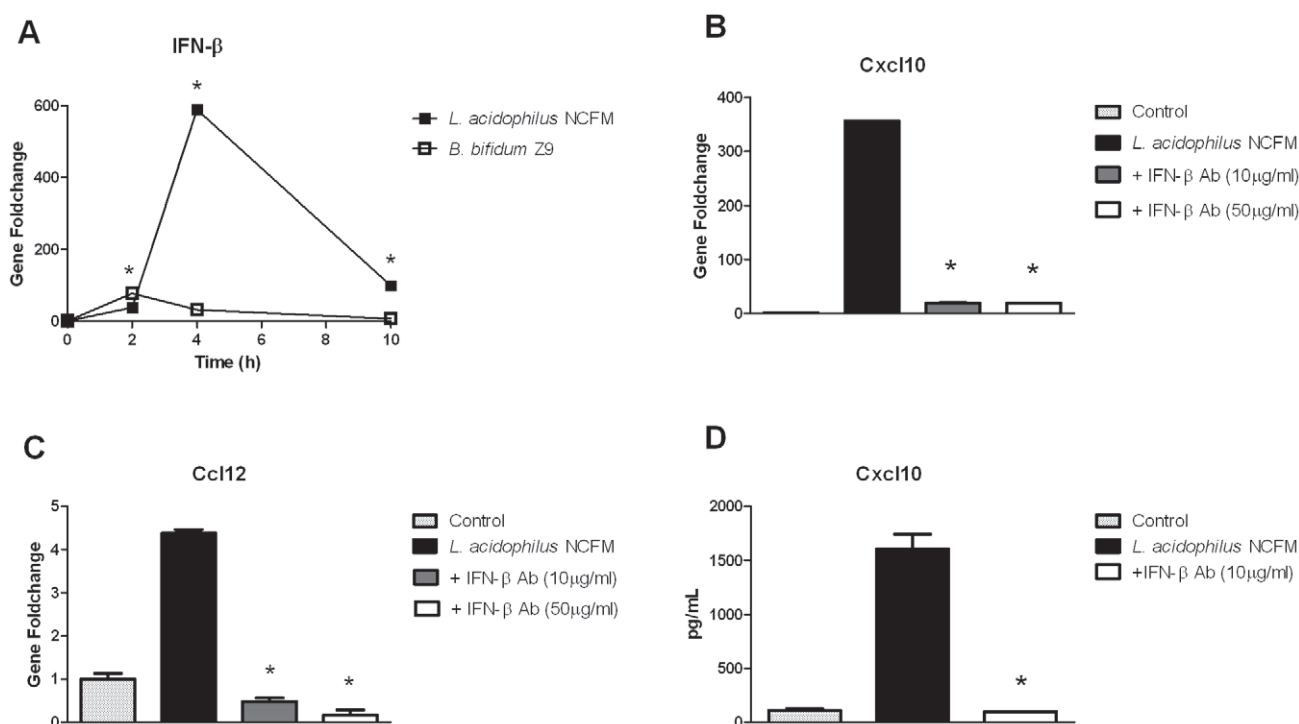 A
IFN-β
Gene Foldchange
600
400
200
0
*
*
*
0 2 4 6 8 10
Time (h)
L. acidophilus NCFM
B. bifidum Z9
B
Cxcl10
Gene Foldchange
400
300
200
100
0
* *
Control
L. acidophilus NCFM
+ IFN-β Ab (10μg/ml)
+ IFN-β Ab (50μg/ml)
C
Ccl12
Gene Foldchange
5
4
3
2
1
0
* *
Control
L. acidophilus NCFM
+ IFN-β Ab (10μg/ml)
+ IFN-β Ab (50μg/ml)
D
Cxcl10
pg/mL
2000
1500
1000
500
0
*
Control
L. acidophilus NCFM
+IFN-β Ab (10μg/ml)